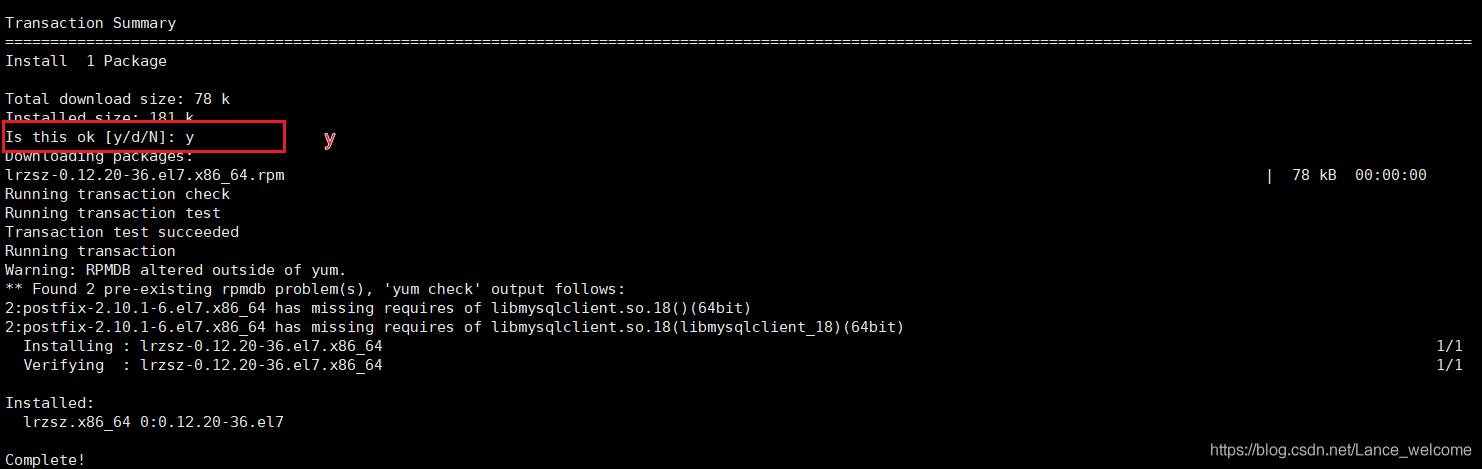 Transaction Summary
================================================================================================================================================================
Install  1 Package
Total download size: 78 k
Installed size: 181 k
Is this ok [y/d/N]: y
y
Downloading packages:
lrzsz-0.12.20-36.el7.x86_64.rpm | 78 kB 00:00:00
Running transaction check
Running transaction test
Transaction test succeeded
Running transaction
Warning: RPMDB altered outside of yum.
** Found 2 pre-existing rpmdb problem(s), 'yum check' output follows:
2:postfix-2.10.1-6.el7.x86_64 has missing requires of libmysqlclient.so.18()(64bit)
2:postfix-2.10.1-6.el7.x86_64 has missing requires of libmysqlclient.so.18(libmysqlclient_18)(64bit)
  Installing : lrzsz-0.12.20-36.el7.x86_64 1/1
  Verifying  : lrzsz-0.12.20-36.el7.x86_64 1/1
Installed:
  lrzsz.x86_64 0:0.12.20-36.el7
Complete!
https://blog.csdn.net/Lance_welcome